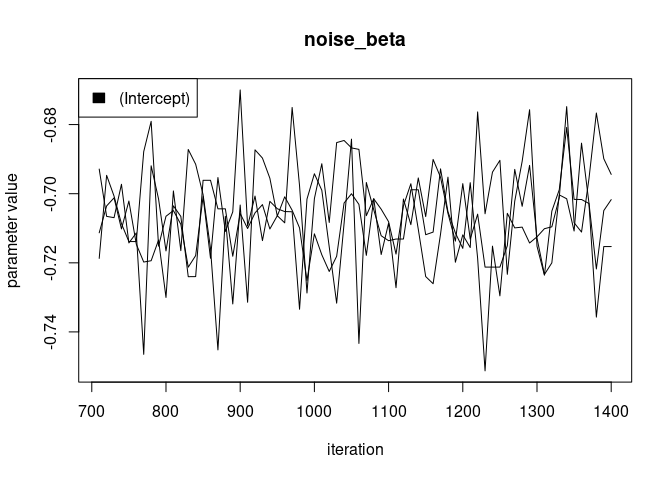 noise_beta
(Intercept)
parameter value
-0.68
-0.70
-0.72
-0.74
700 800 900 1000 1100 1200 1300 1400
iteration